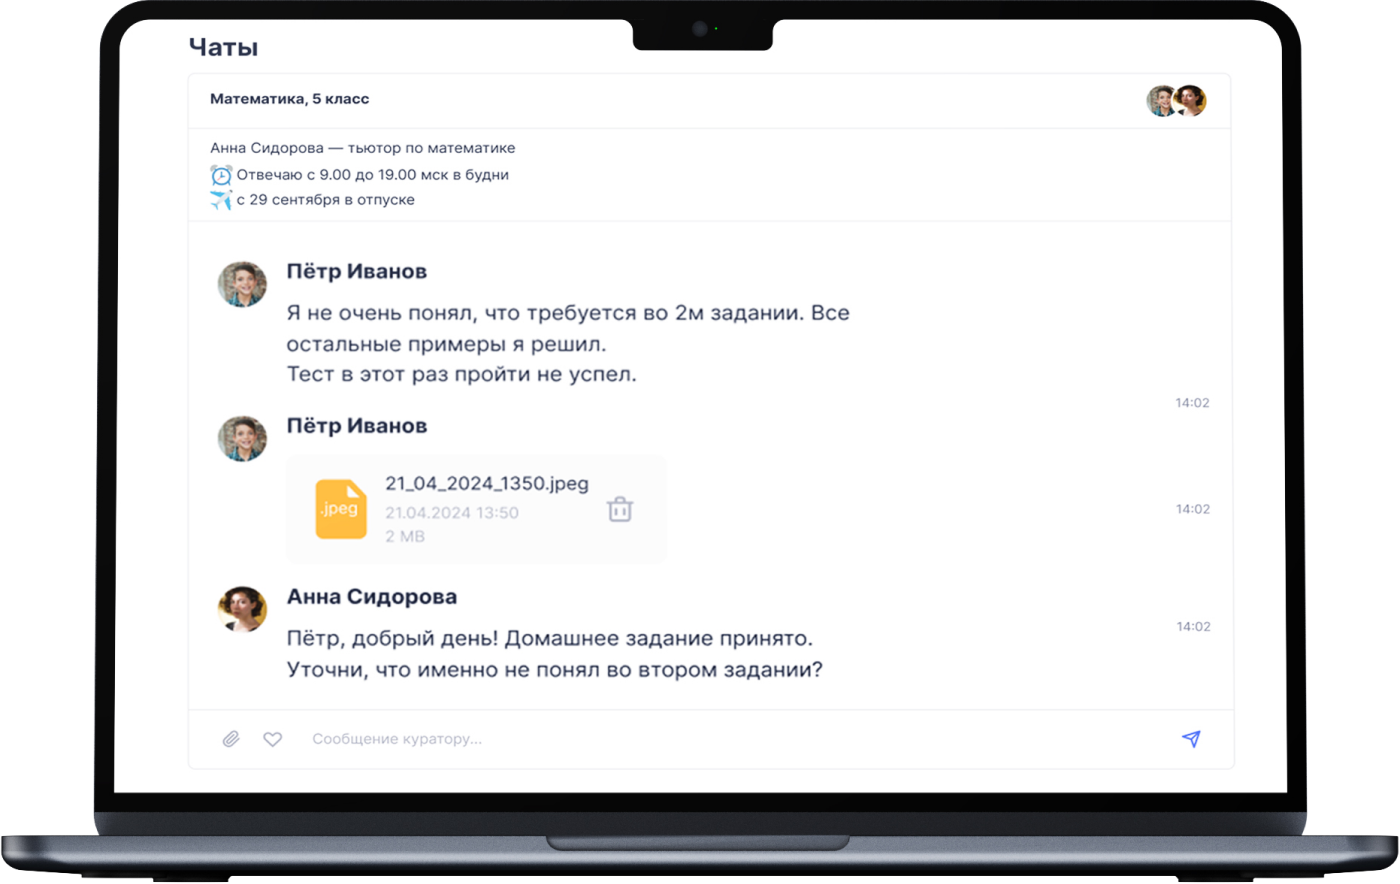 Чаты
Математика, 5 класс
Анна Сидорова — тьютор по математике
Отвечаю с 9.00 до 19.00 мск в будни
с 29 сентября в отпуске
Пётр Иванов
Я не очень понял, что требуется во 2м задании. Все
остальные примеры я решил.
Тест в этот раз пройти не успел.
14:02
Пётр Иванов
.jpeg
21_04_2024_1350.jpeg
21.04.2024 13:50
2 MB
14:02
Анна Сидорова
Пётр, добрый день! Домашнее задание принято.
Уточни, что именно не понял во втором задании?
14:02
Сообщение куратору...